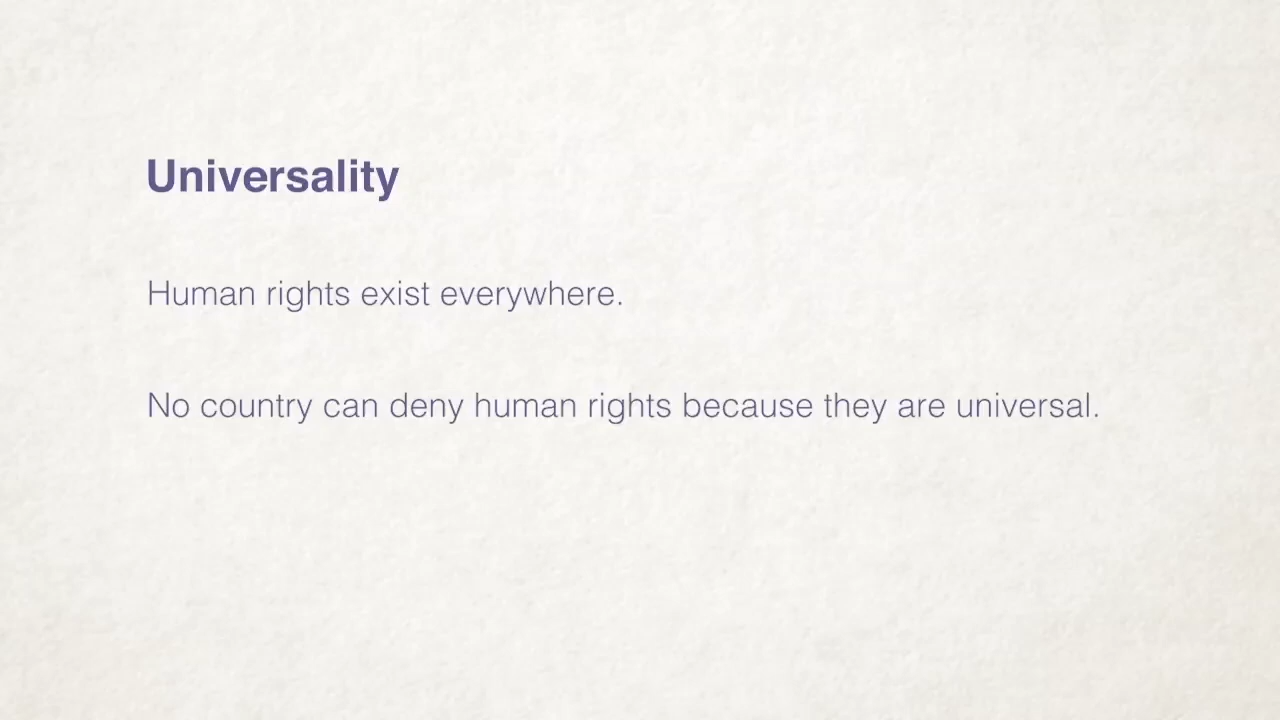 Universality
Human rights exist everywhere.
No country can deny human rights because they are universal.